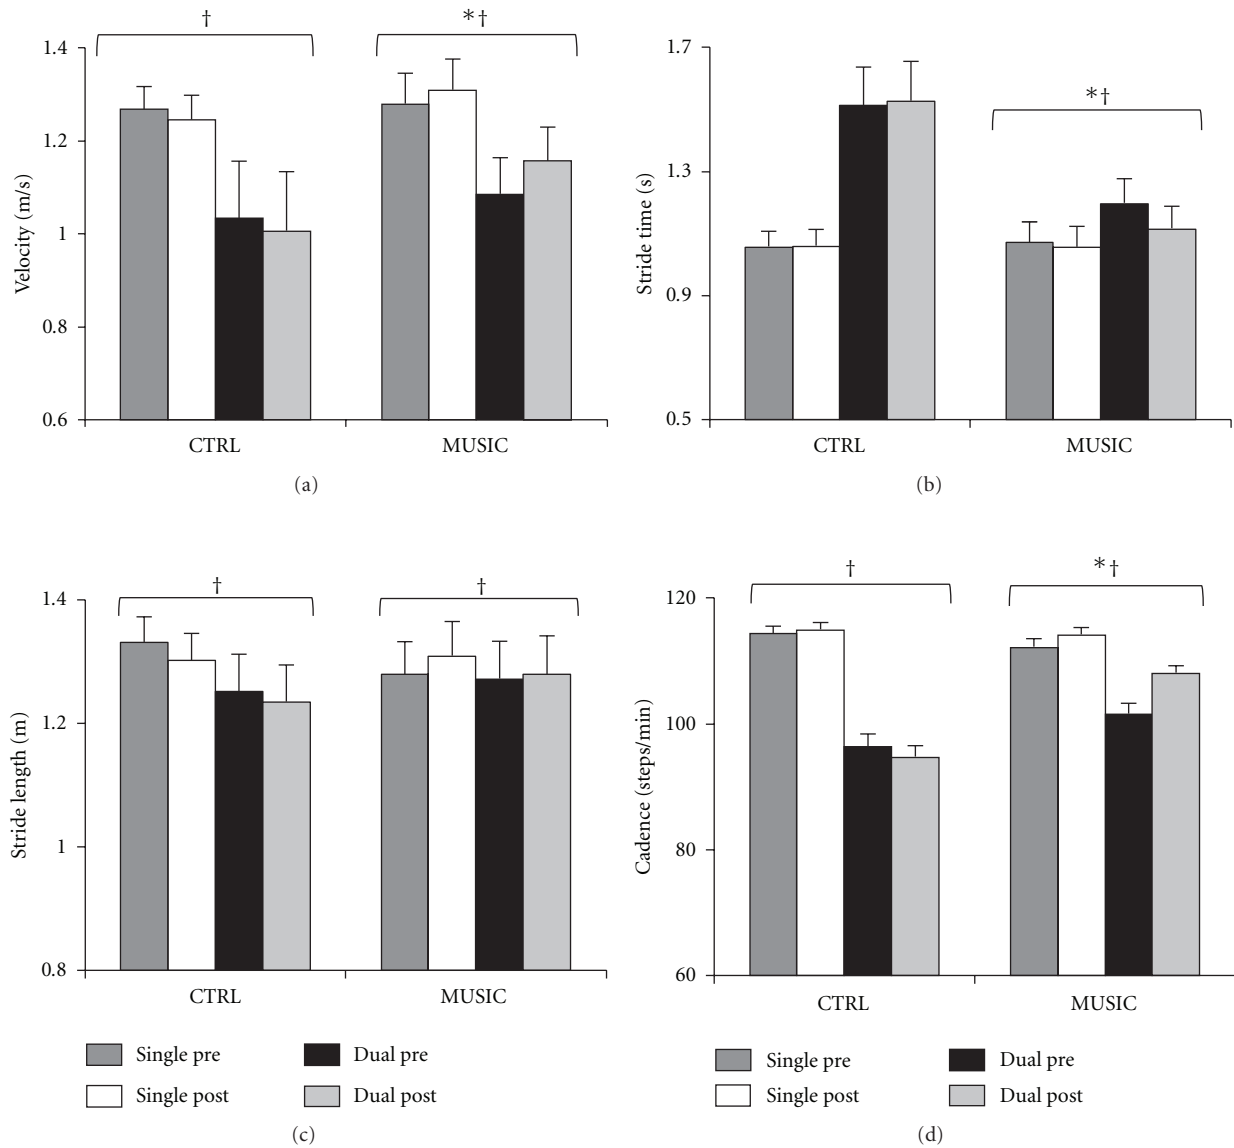 †
*†
1.4
1.2
1
0.8
0.6
Velocity (m/s)
CTRL
MUSIC
(a)
1.7
1.3
0.9
0.5
Stride time (s)
*†
CTRL
MUSIC
(b)
†
†
1.4
1.2
1
0.8
Stride length (m)
CTRL
MUSIC
Single pre
Dual pre
Single post
Dual post
(c)
†
*†
120
100
80
60
Cadence (steps/min)
CTRL
MUSIC
Single pre
Dual pre
Single post
Dual post
(d)